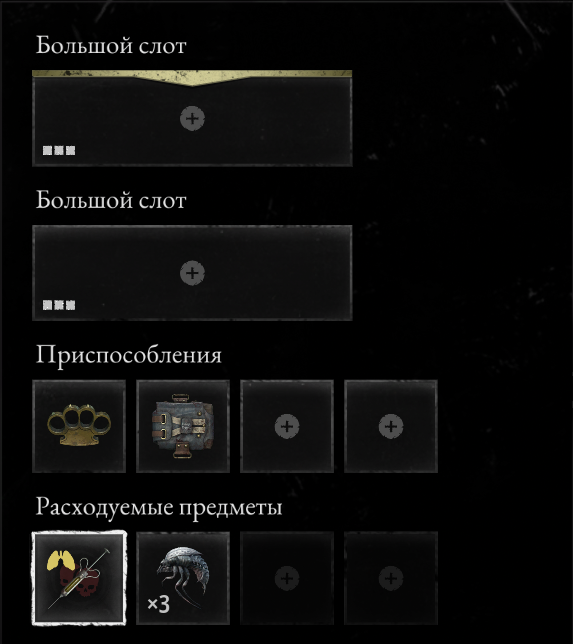 Большой слот
Большой слот
Приспособления
Расходуемые предметы
×3